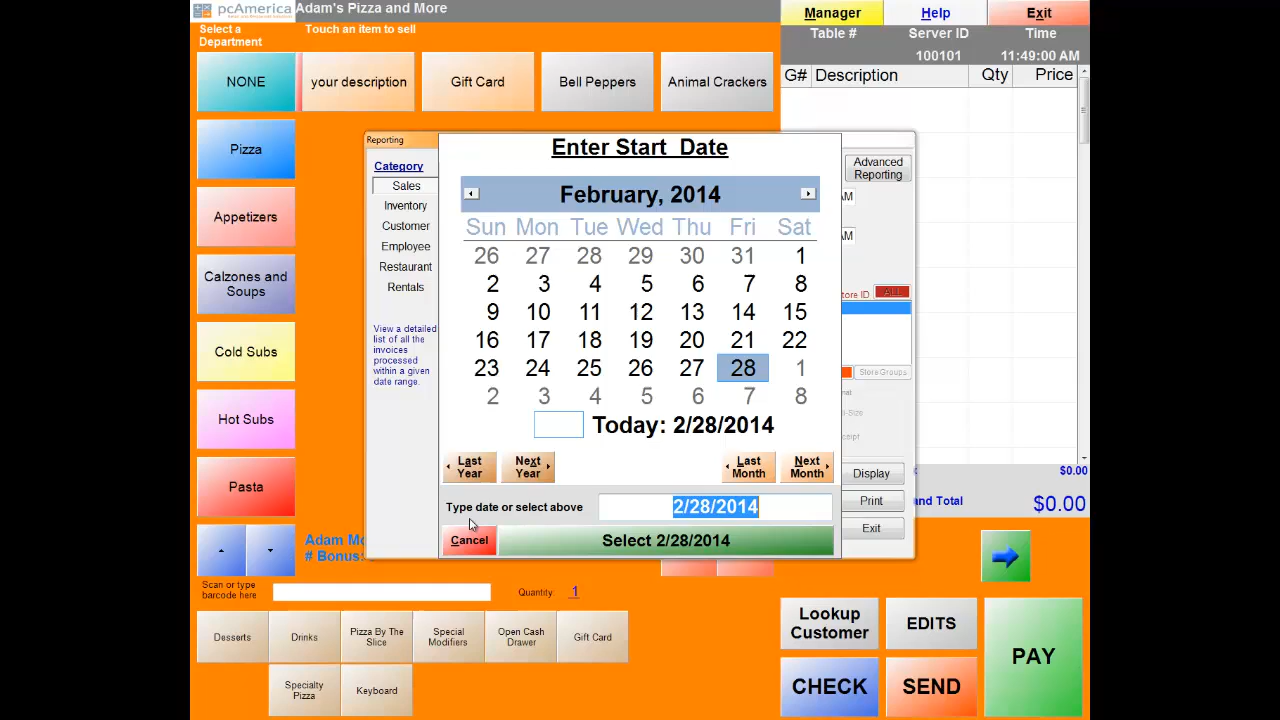 pcAmerica
Adam's Pizza and More
Manager
Help
Exit
Select a
Department
Touch an item to sell
Table #
Server ID
Time
100101
11:49:00 AM
NONE
your description
Gift Card
Bell Peppers
Animal Crackers
G#
Description
Qty
Price
Pizza
Appetizers
Calzones and
Soups
Cold Subs
Hot Subs
Pasta
Reporting
Category
Sales
Inventory
Customer
Employee
Restaurant
Rentals
View a detailed
list of all the
invoices
processed
within a given
date range.
Enter Start Date
February, 2014
Sun Mon Tue Wed Thu Fri Sat
26 27 28 29 30 31 1
2 3 4 5 6 7 8
9 10 11 12 13 14 15
16 17 18 19 20 21 22
23 24 25 26 27 28 1
2 3 4 5 6 7 8
Today: 2/28/2014
Last
Year
Next
Year
Last
Month
Next
Month
Type date or select above
2/28/2014
Cancel
Select 2/28/2014
Advanced
Reporting
AM
AM
ore ID
ALL
Store Groups
Display
Print
Exit
$0.00
and Total
$0.00
Adam Mo
# Bonus:
Scan or type
barcode here
Quantity
1
Desserts
Drinks
Pizza By The
Slice
Special
Modifiers
Open Cash
Drawer
Gift Card
Specialty
Pizza
Keyboard
Lookup
Customer
EDITS
PAY
CHECK
SEND